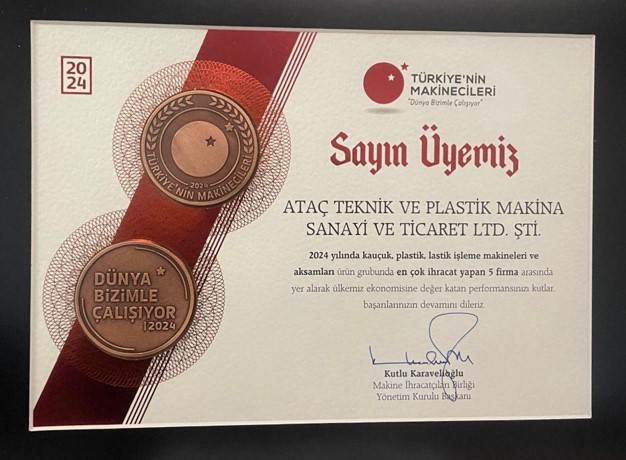 20
24
TÜRKİYE'NİN
MAKİNECİLERİ
"Dünya Bizimle Çalışıyor"
Sayın Üyemiz
ATAÇ TEKNİK VE PLASTİK MAKİNA
SANAYİ VE TİCARET LTD. ŞTİ.
2024 yılında kauçuk, plastik, lastik işleme makineleri ve
aksamları ürün grubunda en çok ihracat yapan 5 firma arasında
yer alarak ülkemiz ekonomisine değer katan performansınızı kutlar,
başarılarınızın devamını dileriz.
Kutlu Karavelioğlu
Makine İhracatçıları Birliği
Yönetim Kurulu Başkanı
2024
TÜRKİYE'NİN MAKİNECİLERİ
DÜNYA
BİZİMLE
ÇALIŞIYOR
|2024